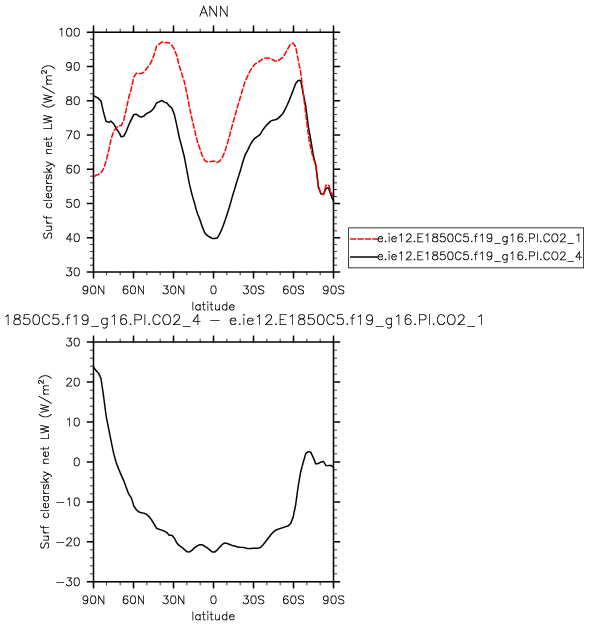 ANN
Surf clearsky net LW (W/m²)
100
90
80
70
60
50
40
30
90N 60N 30N 0 30S 60S 90S
latitude
e.ie12.E1850C5.f19_g16.PI.CO2_1
e.ie12.E1850C5.f19_g16.PI.CO2_4
1850C5.f19_g16.PI.CO2_4 − e.ie12.E1850C5.f19_g16.PI.CO2_1
Surf clearsky net LW (W/m²)
30
20
10
0
−10
−20
−30
90N 60N 30N 0 30S 60S 90S
latitude